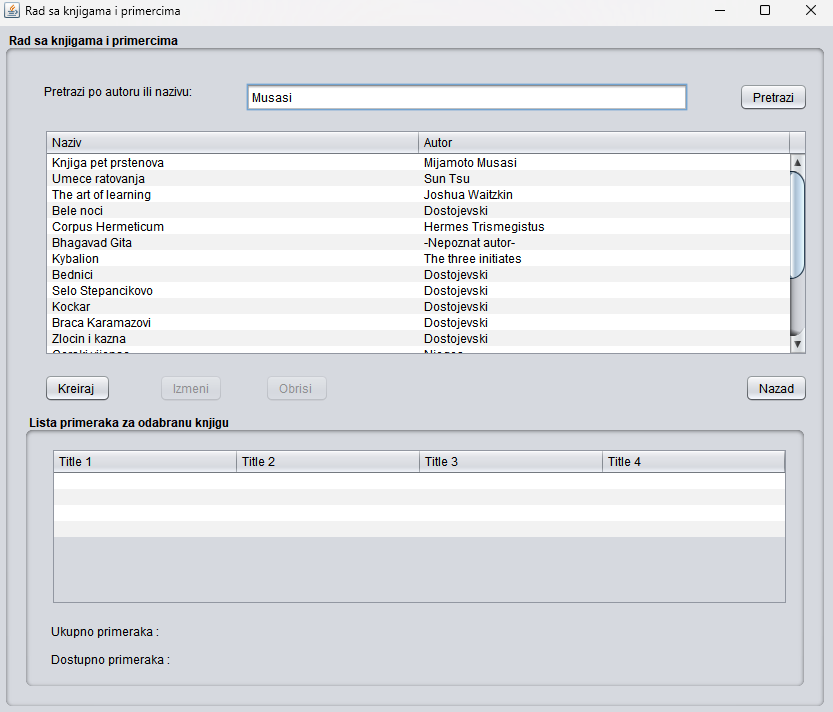 Rad sa knjigama i primercima
Rad sa knjigama i primercima
Pretrazi po autoru ili nazivu: Musasi Pretrazi
Naziv Autor
Knjiga pet prstenova Mijamoto Musasi
Umece ratovanja Sun Tsu
The art of learning Joshua Waitzkin
Bele noci Dostojevski
Corpus Hermeticum Hermes Trismegistus
Bhagavad Gita -Nepoznat autor-
Kybalion The three initiates
Bednici Dostojevski
Selo Stepancikovo Dostojevski
Kockar Dostojevski
Braca Karamazovi Dostojevski
Zlocin i kazna Dostojevski
Kreiraj Izmeni Obrisi Nazad
Lista primeraka za odabranu knjigu
Title 1 Title 2 Title 3 Title 4
Ukupno primeraka :
Dostupno primeraka :